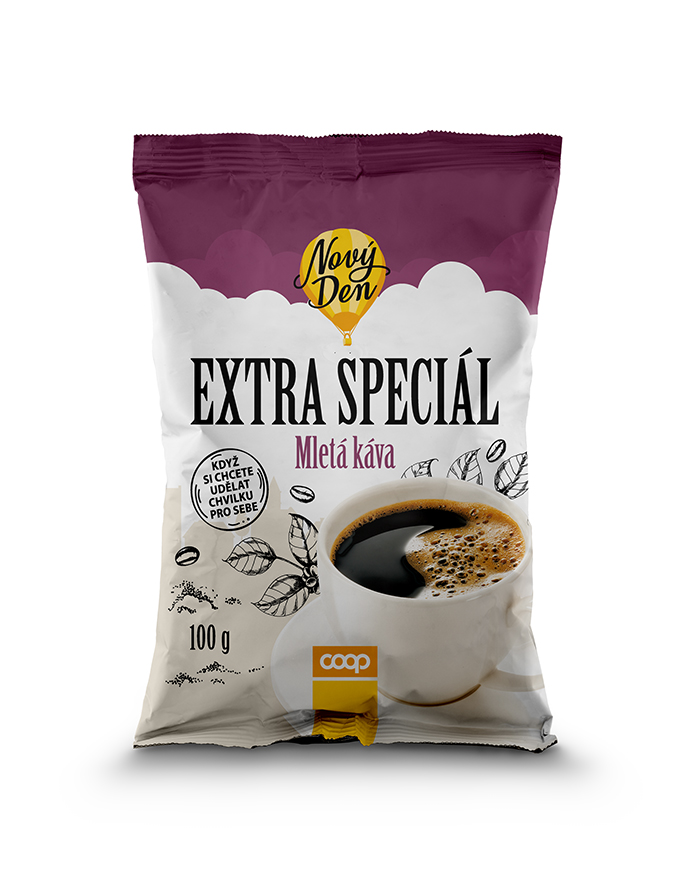 Nový
Den
EXTRA SPECIÁL
Mletá káva
KDYŽ
SI CHCETE
UDĚLAT
CHVILKU
PRO SEBE
100 g
coop